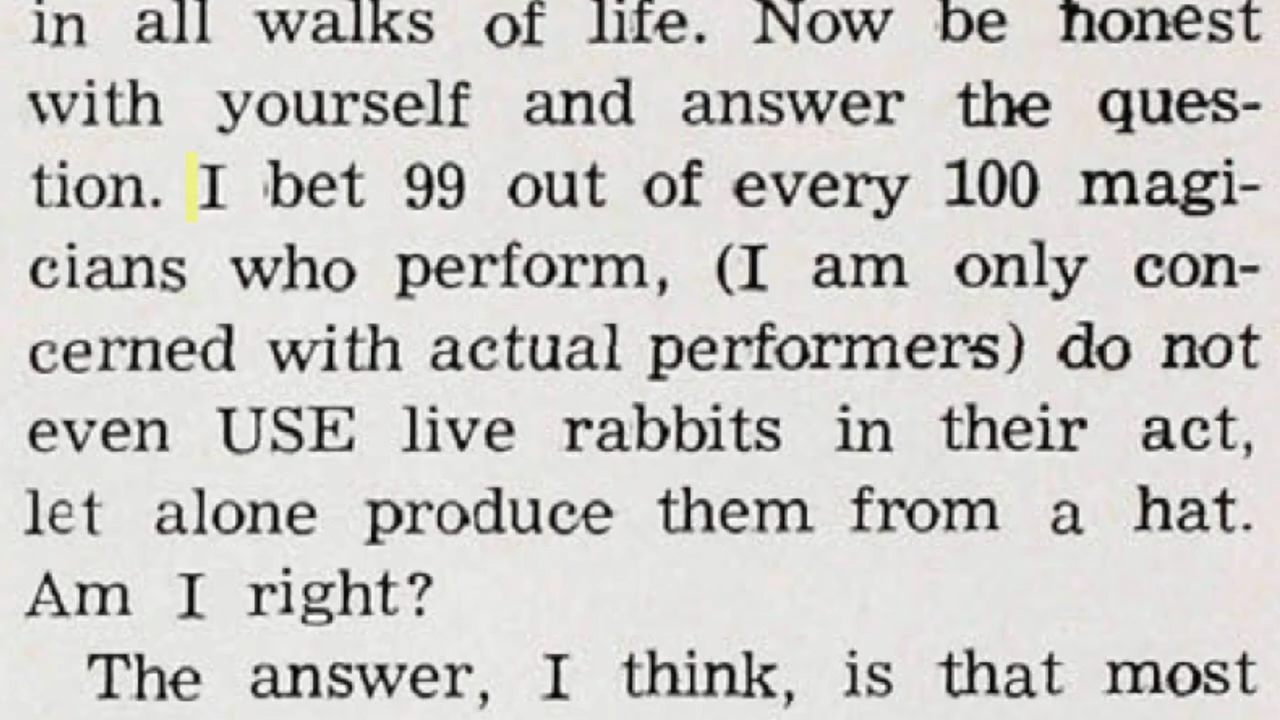 in all walks of life. Now be honest
with yourself and answer the ques-
tion. I bet 99 out of every 100 magi-
cians who perform, (I am only con-
cerned with actual performers) do not
even USE live rabbits in their act,
let alone produce them from a hat.
Am I right?
The answer, I think, is that most